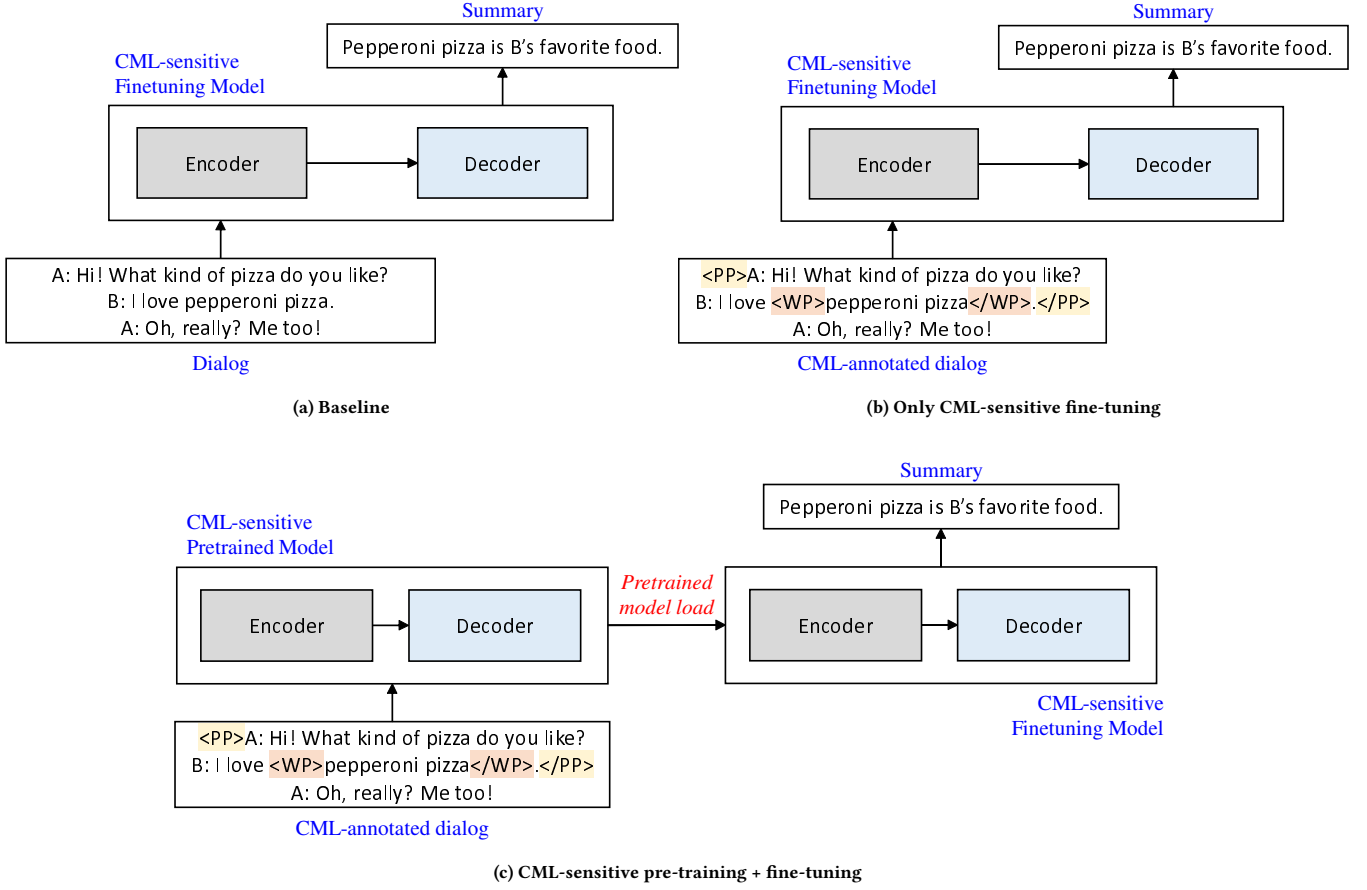 Summary
Pepperoni pizza is B's favorite food.
CML-sensitive
Finetuning Model
Encoder
Decoder
A: Hi! What kind of pizza do you like?
B: I love pepperoni pizza.
A: Oh, really? Me too!
Dialog
(a) Baseline
Summary
Pepperoni pizza is B's favorite food.
CML-sensitive
Finetuning Model
Encoder
Decoder
<PP>A: Hi! What kind of pizza do you like?
B: I love <WP>pepperoni pizza</WP>.</PP>
A: Oh, really? Me too!
CML-annotated dialog
(b) Only CML-sensitive fine-tuning
CML-sensitive
Pretrained Model
Encoder
Decoder
<PP>A: Hi! What kind of pizza do you like?
B: I love <WP>pepperoni pizza</WP>.</PP>
A: Oh, really? Me too!
CML-annotated dialog
Pretrained
model load
Summary
Pepperoni pizza is B's favorite food.
Encoder
Decoder
CML-sensitive
Finetuning Model
(c) CML-sensitive pre-training + fine-tuning